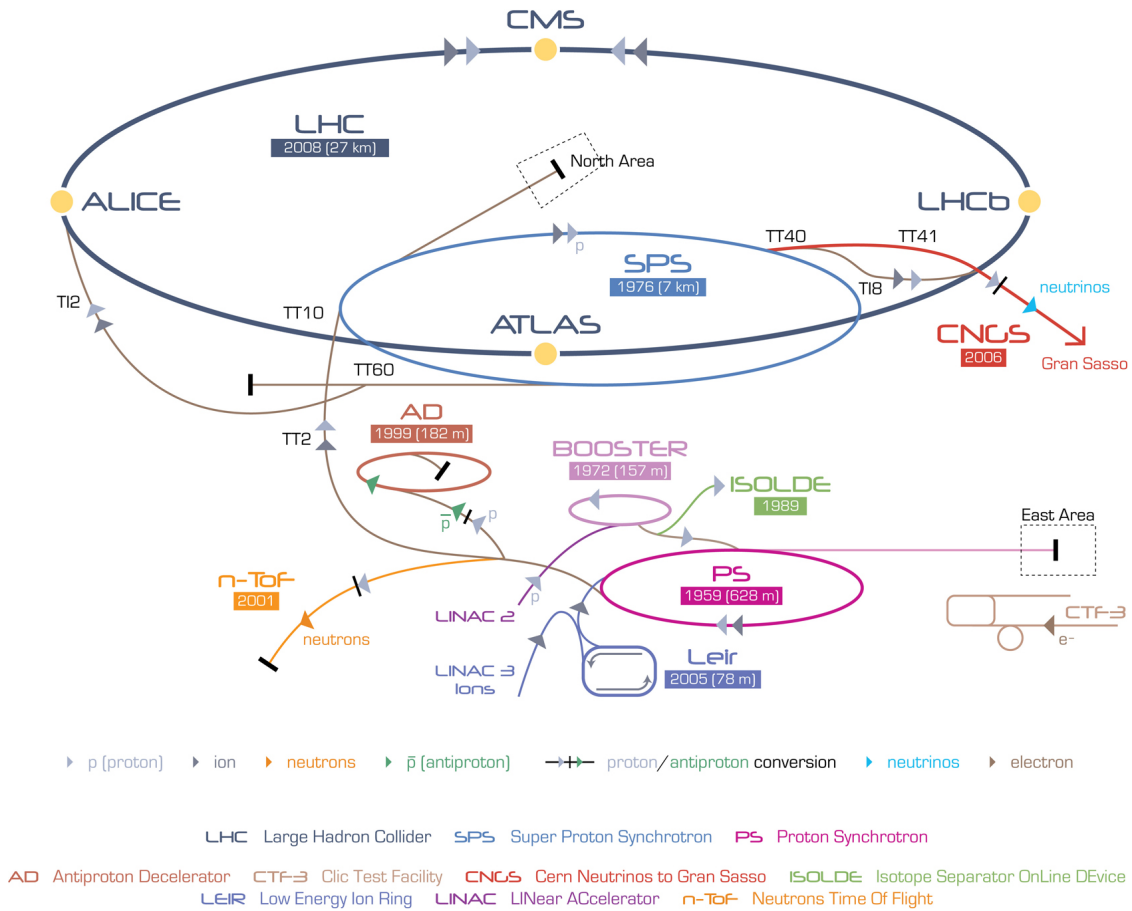 CMS
LHC
2008 (27 km)
North Area
ALICE
LHCb
TT40
TT41
p
SPS
1976 (7 km)
TI8
neutrinos
TI2
TT10
ATLAS
CNGS
2006
Gran Sasso
TT60
AD
1999 (182 m)
TT2
BOOSTER
1972 (157 m)
ISOLDE
1989
East Area
p̄
p
n-ToF
2001
PS
1959 (628 m)
p
LINAC 2
CTF-3
e⁻
neutrons
LINAC 3
Ions
Leir
2005 (78 m)
p (proton)
ion
neutrons
p̄ (antiproton)
proton/antiproton conversion
neutrinos
electron
LHC Large Hadron Collider SPS Super Proton Synchrotron PS Proton Synchrotron
AD Antiproton Decelerator CTF-3 Clic Test Facility CNGS Cern Neutrinos to Gran Sasso ISOLDE Isotope Separator OnLine DEvice
LEIR Low Energy Ion Ring LINAC LINear ACcelerator n-ToF Neutrons Time Of Flight